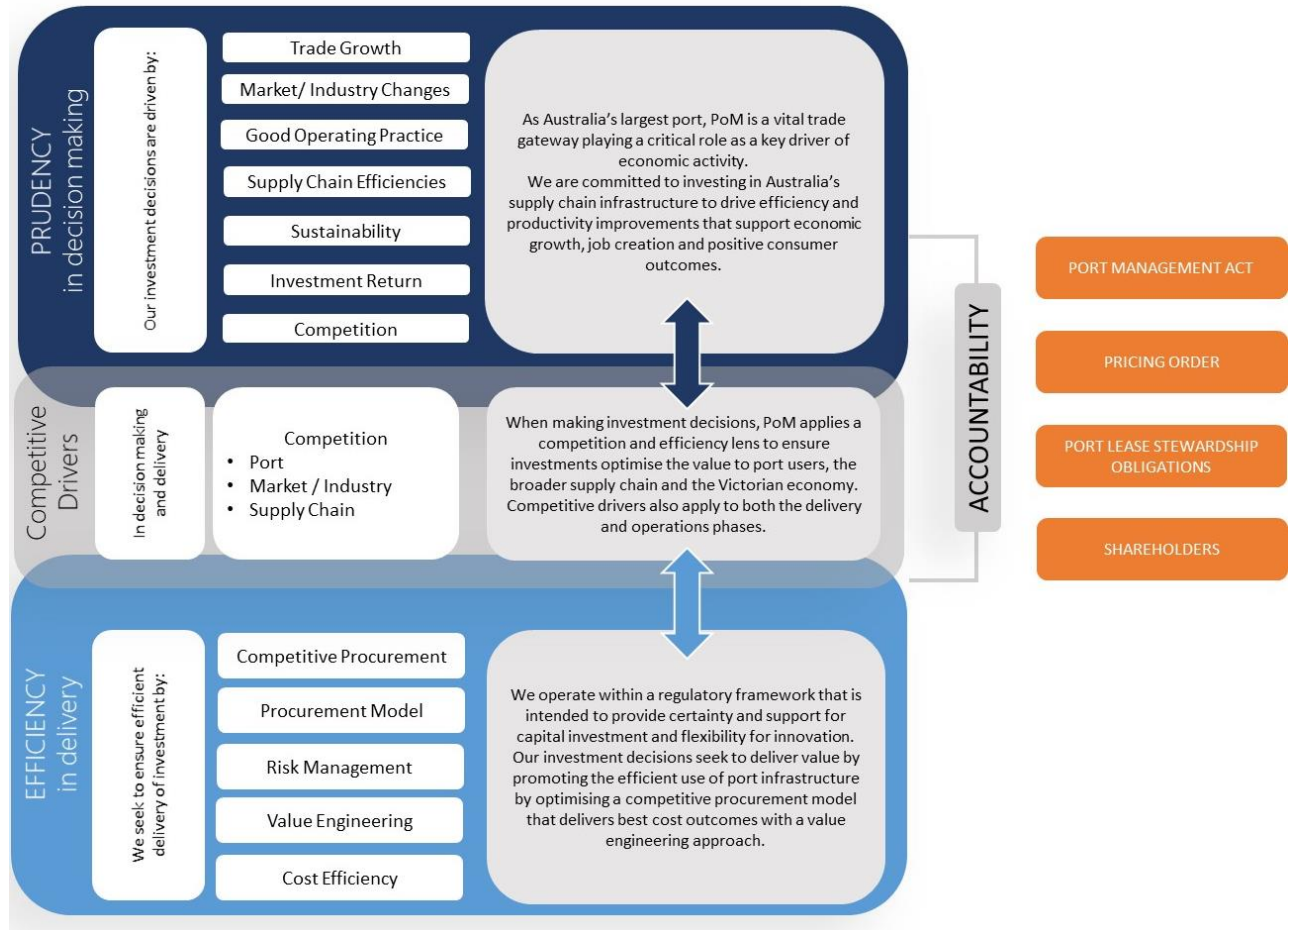 PRUDENCY
in decision making
Our investment decisions are driven by:
Trade Growth
Market/ Industry Changes
Good Operating Practice
Supply Chain Efficiencies
Sustainability
Investment Return
Competition
As Australia's largest port, PoM is a vital trade
gateway playing a critical role as a key driver of
economic activity.
We are committed to investing in Australia's
supply chain infrastructure to drive efficiency and
productivity improvements that support economic
growth, job creation and positive consumer
outcomes.
Competitive
Drivers
In decision making
and delivery
Competition
• Port
• Market / Industry
• Supply Chain
When making investment decisions, PoM applies a
competition and efficiency lens to ensure
investments optimise the value to port users, the
broader supply chain and the Victorian economy.
Competitive drivers also apply to both the delivery
and operations phases.
EFFICIENCY
in delivery
We seek to ensure efficient
delivery of investment by:
Competitive Procurement
Procurement Model
Risk Management
Value Engineering
Cost Efficiency
We operate within a regulatory framework that is
intended to provide certainty and support for
capital investment and flexibility for innovation.
Our investment decisions seek to deliver value by
promoting the efficient use of port infrastructure
by optimising a competitive procurement model
that delivers best cost outcomes with a value
engineering approach.
ACCOUNTABILITY
PORT MANAGEMENT ACT
PRICING ORDER
PORT LEASE STEWARDSHIP
OBLIGATIONS
SHAREHOLDERS